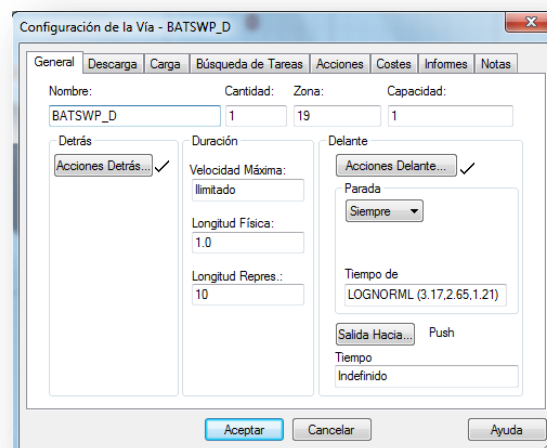 Configuración de la Vía - BATSWP_D
General Descarga Carga Búsqueda de Tareas Acciones Costes Informes Notas
Nombre: Cantidad: Zona: Capacidad:
BATSWP_D 1 19 1
Detrás Duración Delante
Acciones Detrás... Velocidad Máxima: Acciones Delante...
Ilimitado Parada
Siempre
Longitud Física:
1.0
Longitud Repres.: Tiempo de
10 LOGNORML (3.17,2.65,1.21)
Salida Hacia... Push
Tiempo
Indefinido
Aceptar Cancelar Ayuda